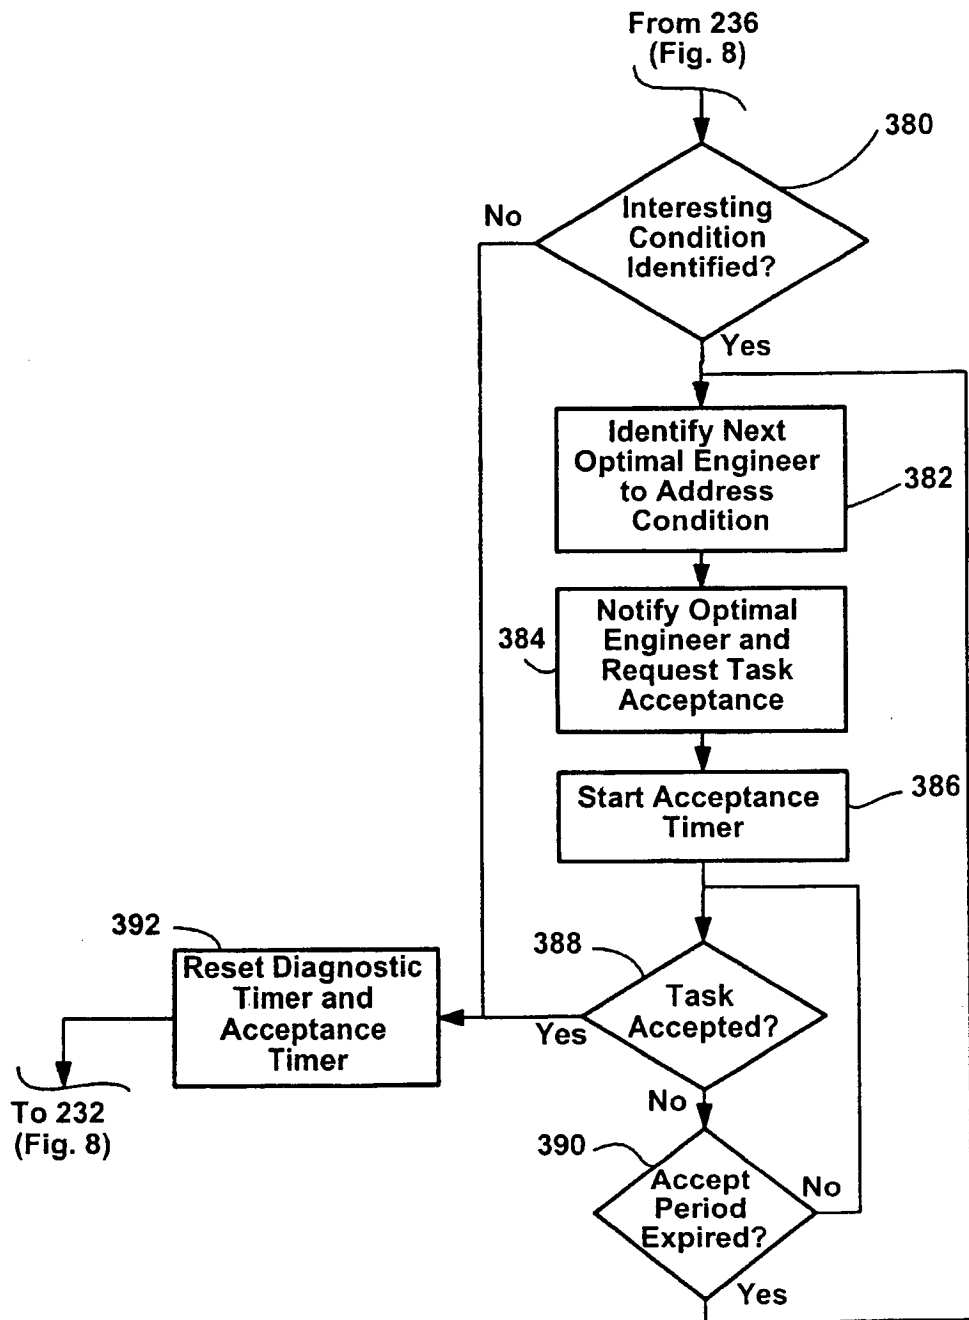 From 236
(Fig. 8)
380
No
Interesting
Condition
Identified?
Yes
Identify Next
Optimal Engineer
to Address
Condition
382
384
Notify Optimal
Engineer and
Request Task
Acceptance
Start Acceptance
Timer
386
392
388
Reset Diagnostic
Timer and
Acceptance
Timer
Task
Accepted?
Yes
To 232
(Fig. 8)
No
390
Accept
Period
Expired?
No
Yes